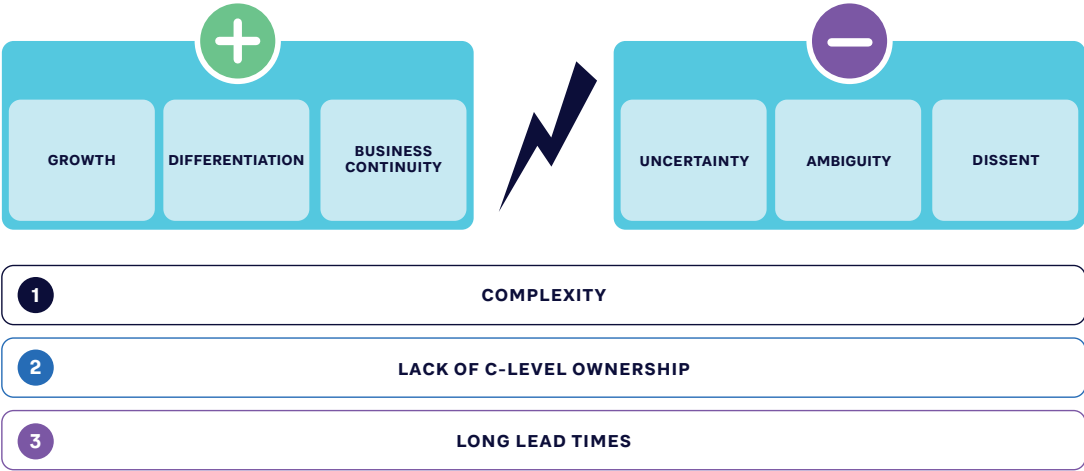 GROWTH
DIFFERENTIATION
BUSINESS
CONTINUITY
UNCERTAINTY
AMBIGUITY
DISSENT
1
COMPLEXITY
2
LACK OF C-LEVEL OWNERSHIP
3
LONG LEAD TIMES